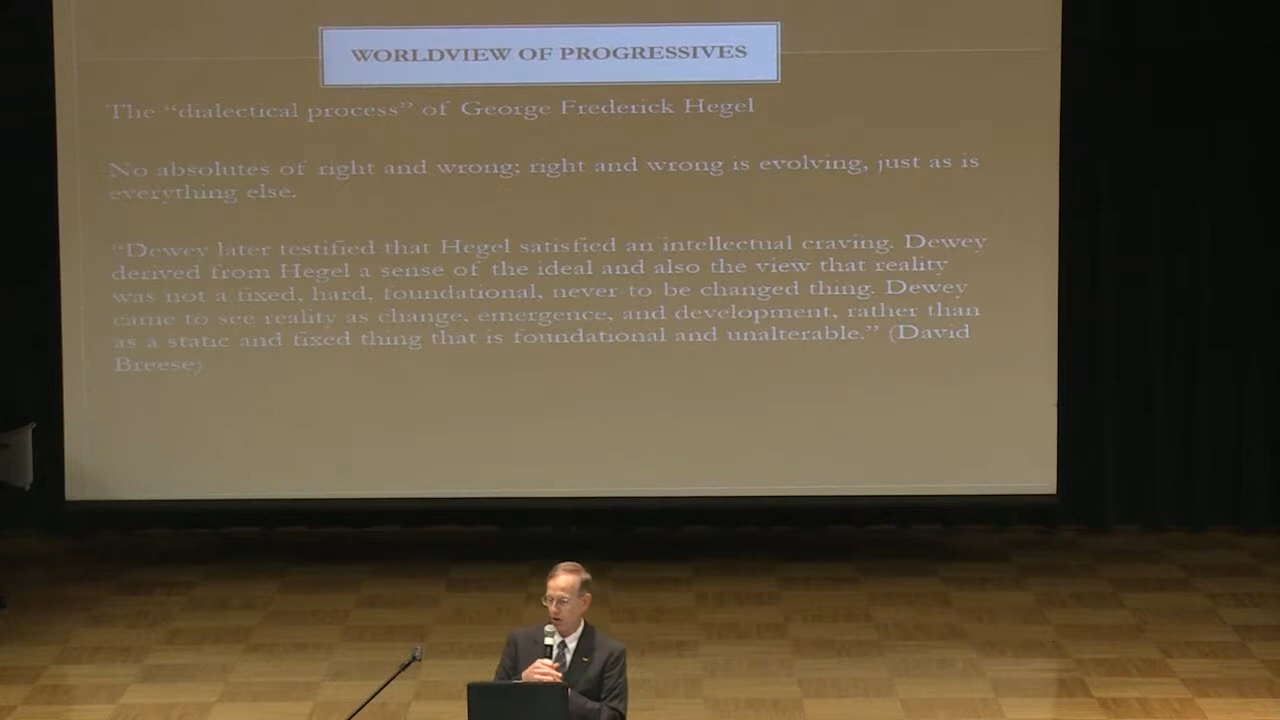 WORLDVIEW OF PROGRESSIVES
The “dialectical process” of George Frederick Hegel
No absolutes of right and wrong; right and wrong is evolving, just as is
everything else.
“Dewey later testified that Hegel satisfied an intellectual craving. Dewey
derived from Hegel a sense of the ideal and also the view that reality
was not a fixed, hard, foundational, never to be changed thing. Dewey
came to see reality as change, emergence, and development, rather than
as a static and fixed thing that is foundational and unalterable.” (David
Breese)